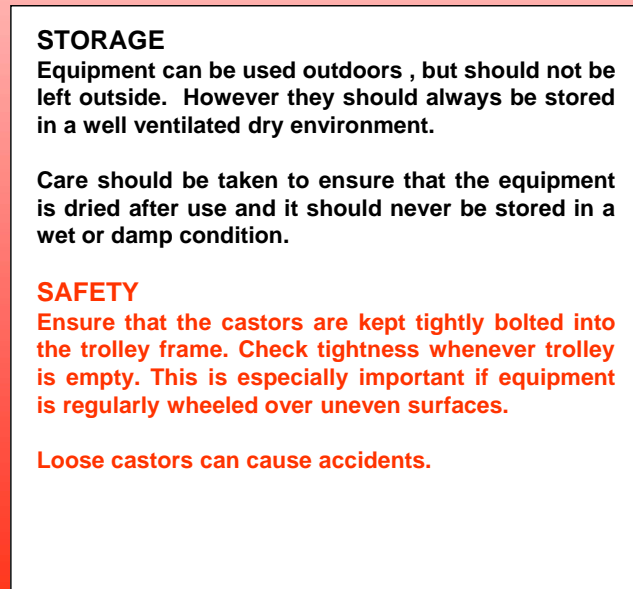 STORAGE
Equipment can be used outdoors , but should not be
left outside. However they should always be stored
in a well ventilated dry environment.
Care should be taken to ensure that the equipment
is dried after use and it should never be stored in a
wet or damp condition.
SAFETY
Ensure that the castors are kept tightly bolted into
the trolley frame. Check tightness whenever trolley
is empty. This is especially important if equipment
is regularly wheeled over uneven surfaces.
Loose castors can cause accidents.